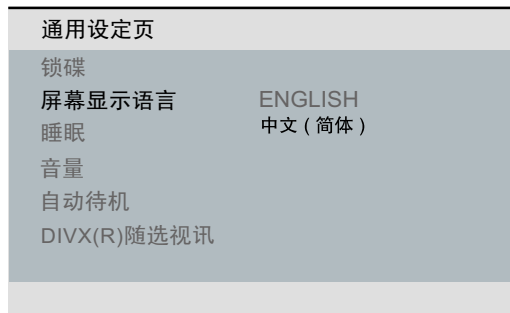 通用设定页
锁碟
屏幕显示语言 ENGLISH
中文 ( 简体 )
睡眠
音量
自动待机
DIVX(R)随选视讯